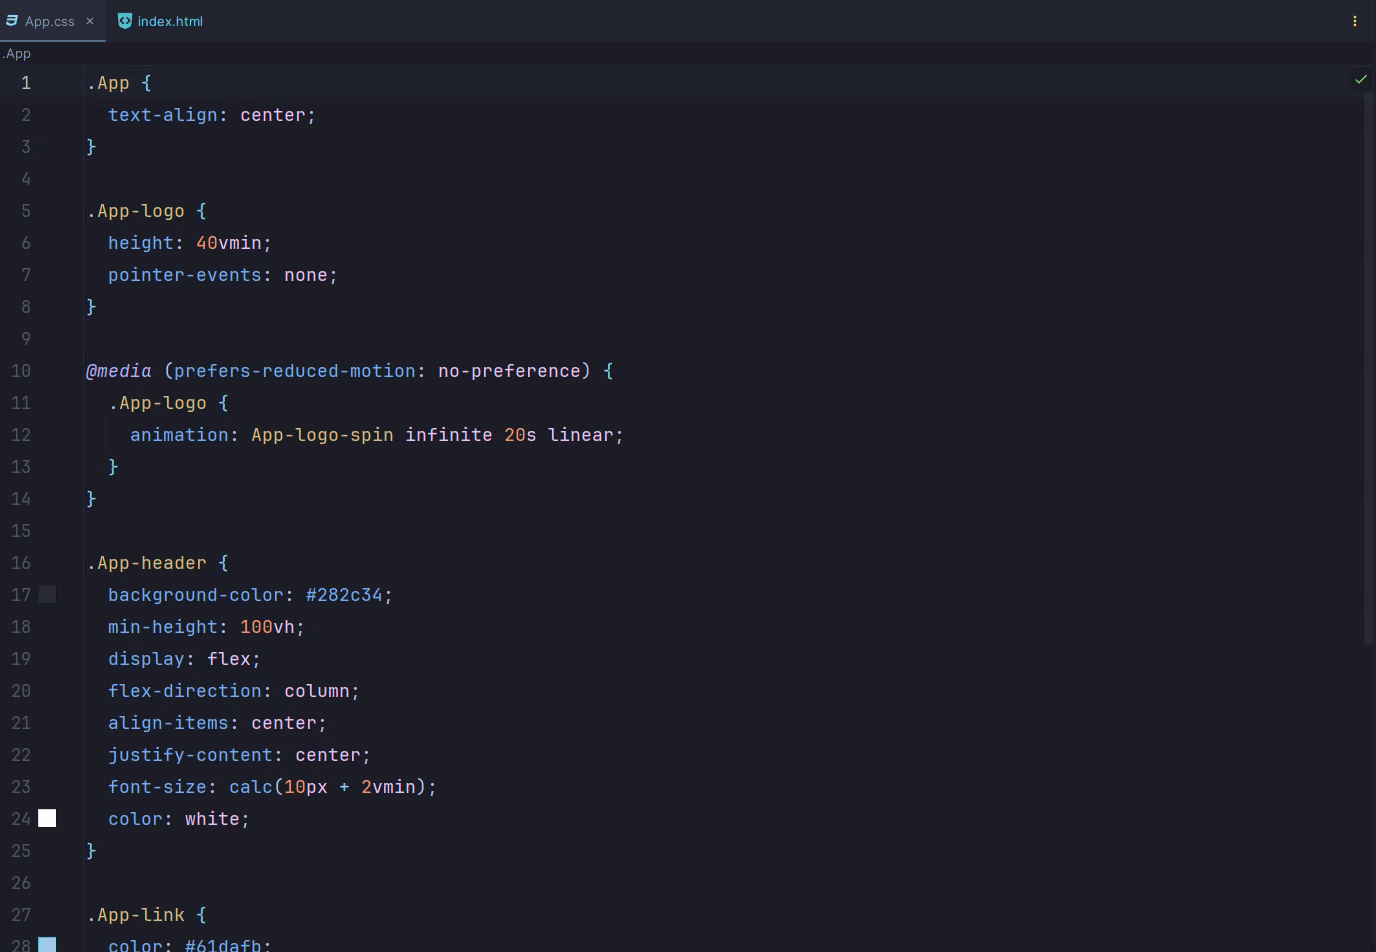 App.css × index.html
.App
1 .App {
2   text-align: center;
3 }
4
5 .App-logo {
6   height: 40vmin;
7   pointer-events: none;
8 }
9
10 @media (prefers-reduced-motion: no-preference) {
11   .App-logo {
12     animation: App-logo-spin infinite 20s linear;
13   }
14 }
15
16 .App-header {
17   background-color: #282c34;
18   min-height: 100vh;
19   display: flex;
20   flex-direction: column;
21   align-items: center;
22   justify-content: center;
23   font-size: calc(10px + 2vmin);
24   color: white;
25 }
26
27 .App-link {
28   color: #61dafb;